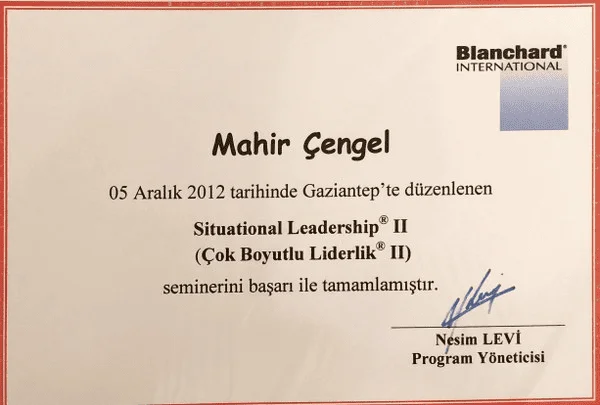 Blanchard®
INTERNATIONAL
Mahir Çengel
05 Aralık 2012 tarihinde Gaziantep'te düzenlenen
Situational Leadership® II
(Çok Boyutlu Liderlik® II)
seminerini başarı ile tamamlamıştır.
Nesim LEVİ
Program Yöneticisi